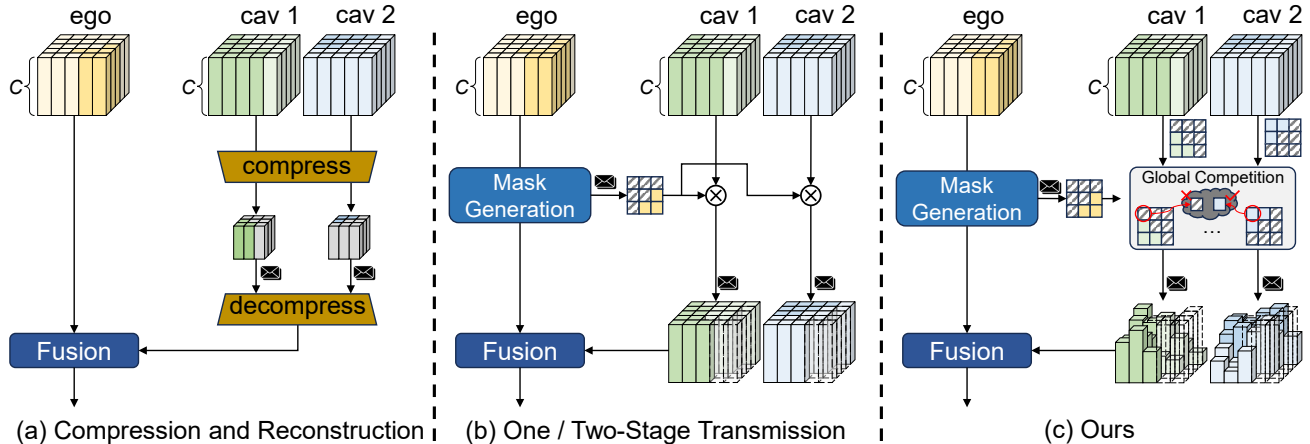 ego
cav 1
cav 2
C
compress
decompress
Fusion
(a) Compression and Reconstruction
ego
cav 1
cav 2
C
Mask
Generation
Fusion
(b) One / Two-Stage Transmission
ego
cav 1
cav 2
C
Mask
Generation
Global Competition
...
Fusion
(c) Ours